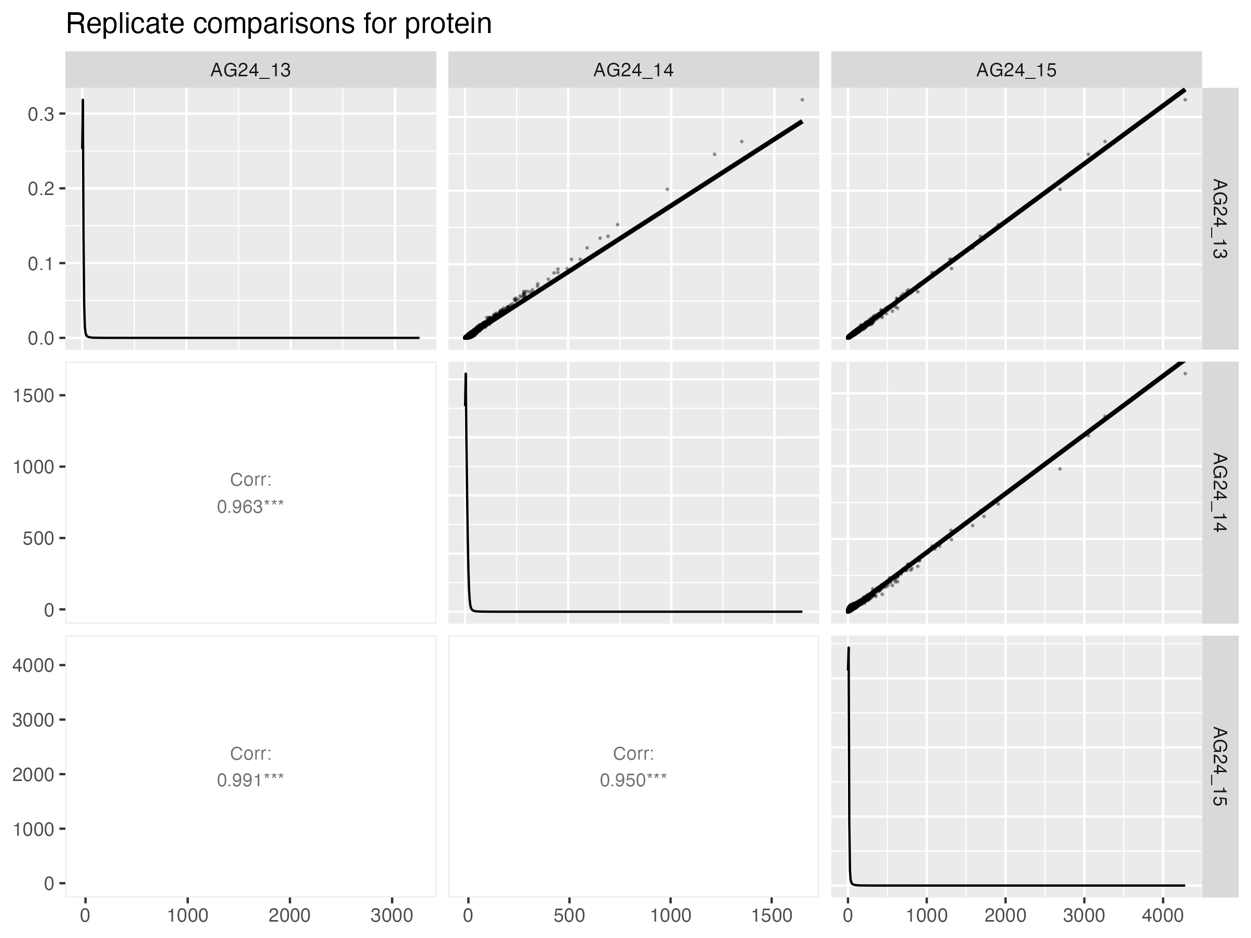 Replicate comparisons for protein
AG24_13
AG24_14
AG24_15
0.3
0.2
0.1
0.0
AG24_13
1500
1000
500
0
Corr:
0.963***
AG24_14
4000
3000
2000
1000
0
Corr:
0.991***
Corr:
0.950***
AG24_15
0 1000 2000 3000
0 500 1000 1500
0 1000 2000 3000 4000